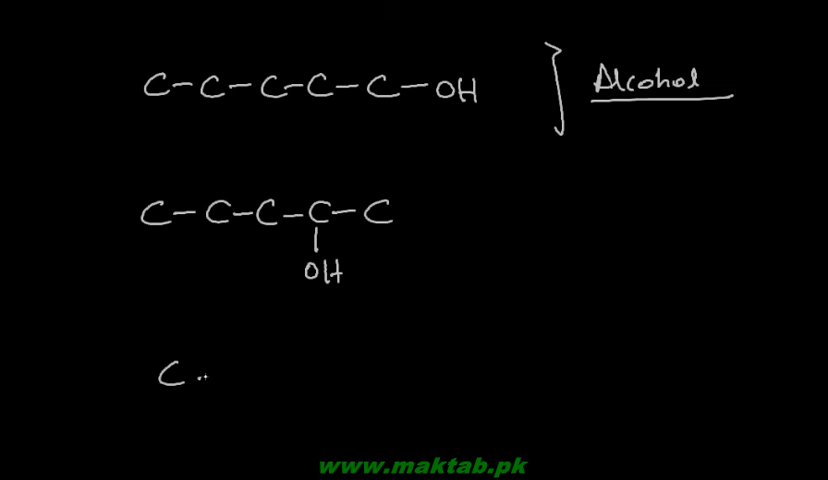 C-C-C-C-C-OH } Alcohol
C-C-C-C-C
|
OH
C-
www.maktab.pk